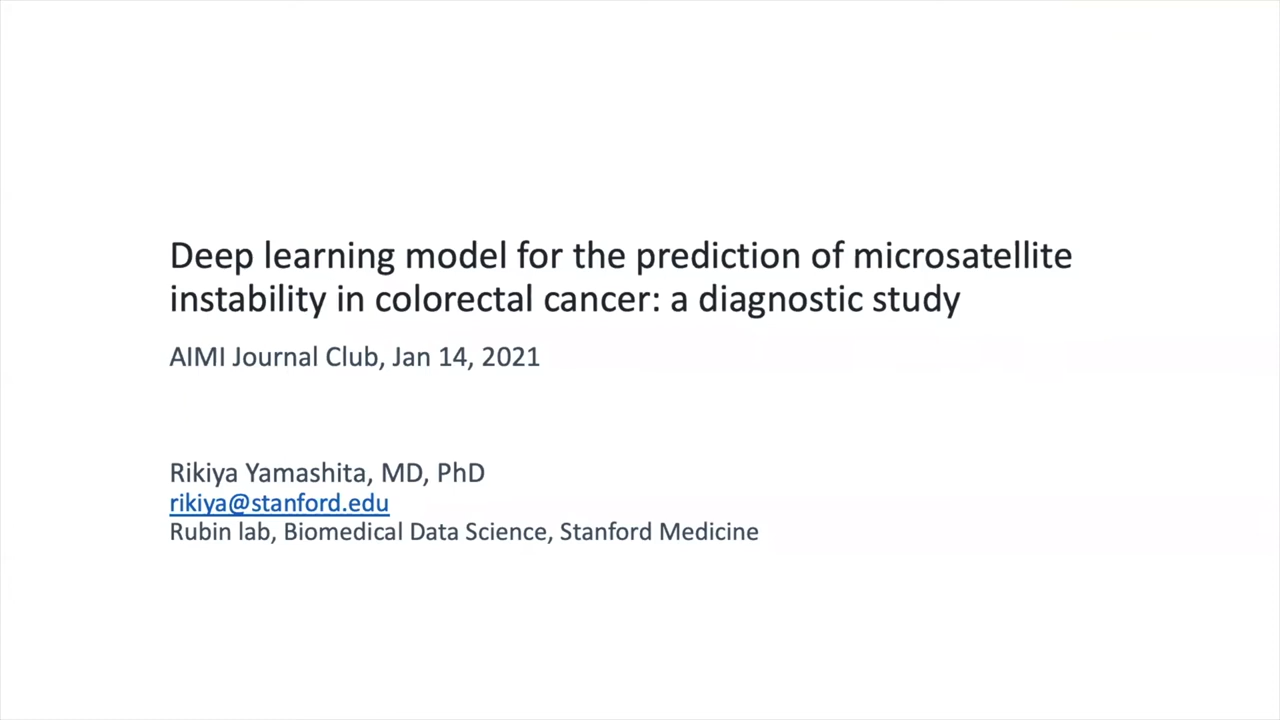 Deep learning model for the prediction of microsatellite
instability in colorectal cancer: a diagnostic study
AIMI Journal Club, Jan 14, 2021
Rikiya Yamashita, MD, PhD
rikiya@stanford.edu
Rubin lab, Biomedical Data Science, Stanford Medicine